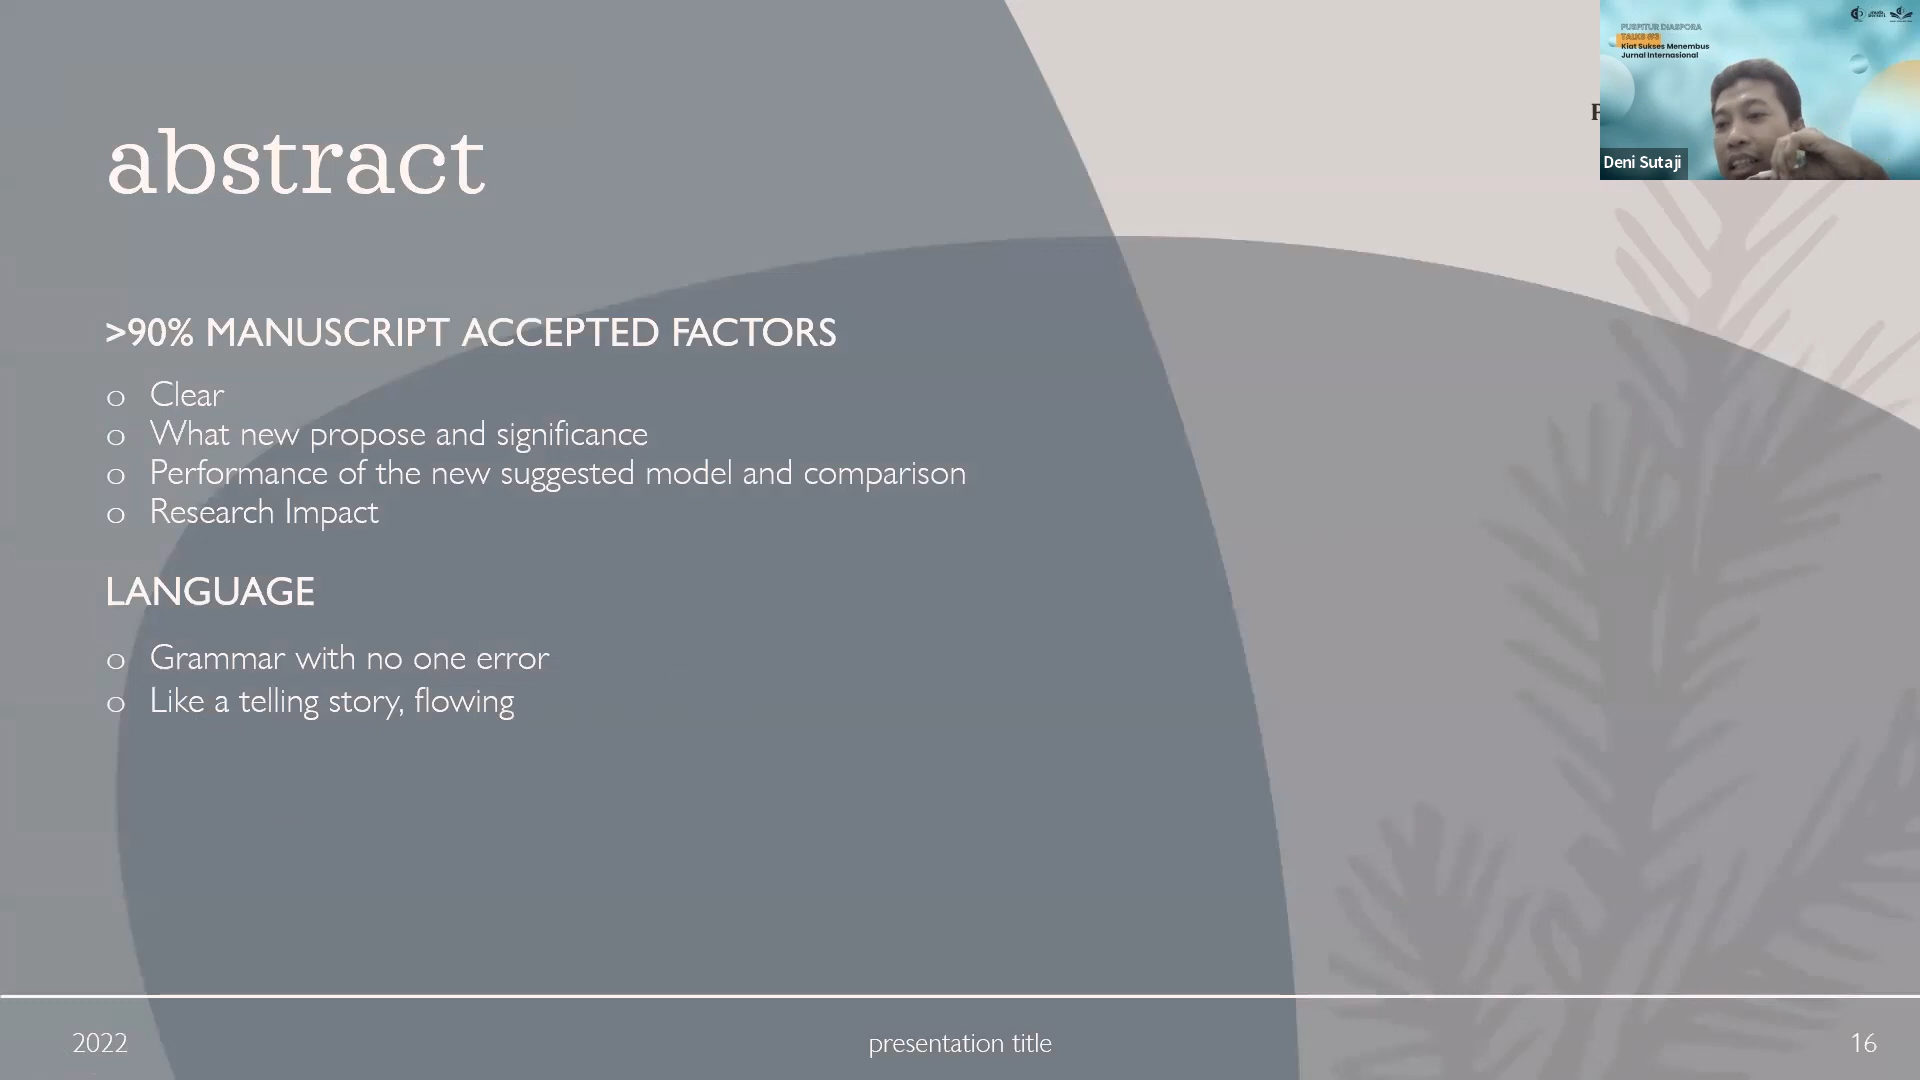 abstract
>90% MANUSCRIPT ACCEPTED FACTORS
o Clear
o What new propose and significance
o Performance of the new suggested model and comparison
o Research Impact
LANGUAGE
o Grammar with no one error
o Like a telling story, flowing
2022
presentation title
16
PUSPITUR DIASPORA
TALKS #3
Kiat Sukses Menembus
Jurnal Internasional
Deni Sutaji